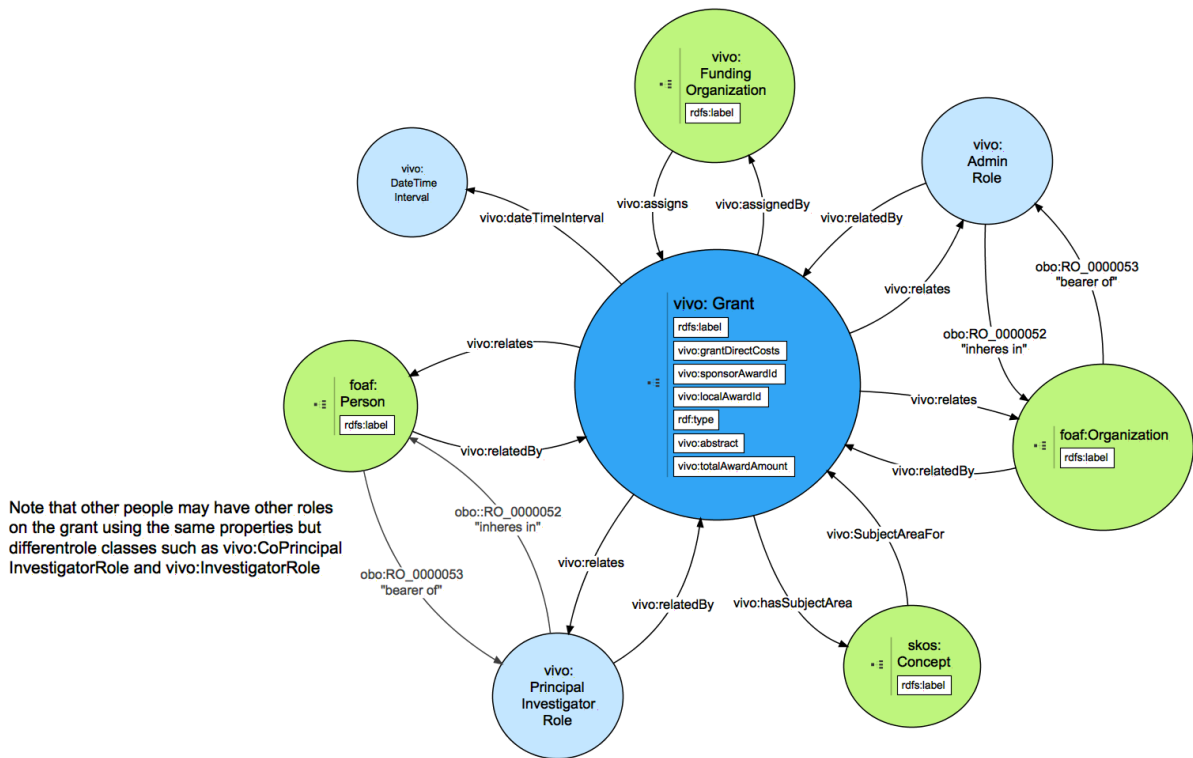 vivo:
Funding
Organization
rdfs:label
vivo:
DateTime
Interval
vivo:
Admin
Role
vivo:assigns
vivo:assignedBy
vivo:dateTimeInterval
vivo:relatedBy
obo:RO_0000053
"bearer of"
vivo:relates
obo:RO_0000052
"inheres in"
vivo: Grant
rdfs:label
vivo:grantDirectCosts
vivo:sponsorAwardId
vivo:localAwardId
rdf:type
vivo:abstract
vivo:totalAwardAmount
vivo:relates
foaf:
Person
rdfs:label
vivo:relatedBy
vivo:relates
foaf:Organization
rdfs:label
vivo:relatedBy
Note that other people may have other roles
on the grant using the same properties but
differentrole classes such as vivo:CoPrincipal
InvestigatorRole and vivo:InvestigatorRole
obo::RO_0000052
"inheres in"
obo:RO_0000053
"bearer of"
vivo:relates
vivo:relatedBy
vivo:SubjectAreaFor
vivo:hasSubjectArea
vivo:
Principal
Investigator
Role
skos:
Concept
rdfs:label